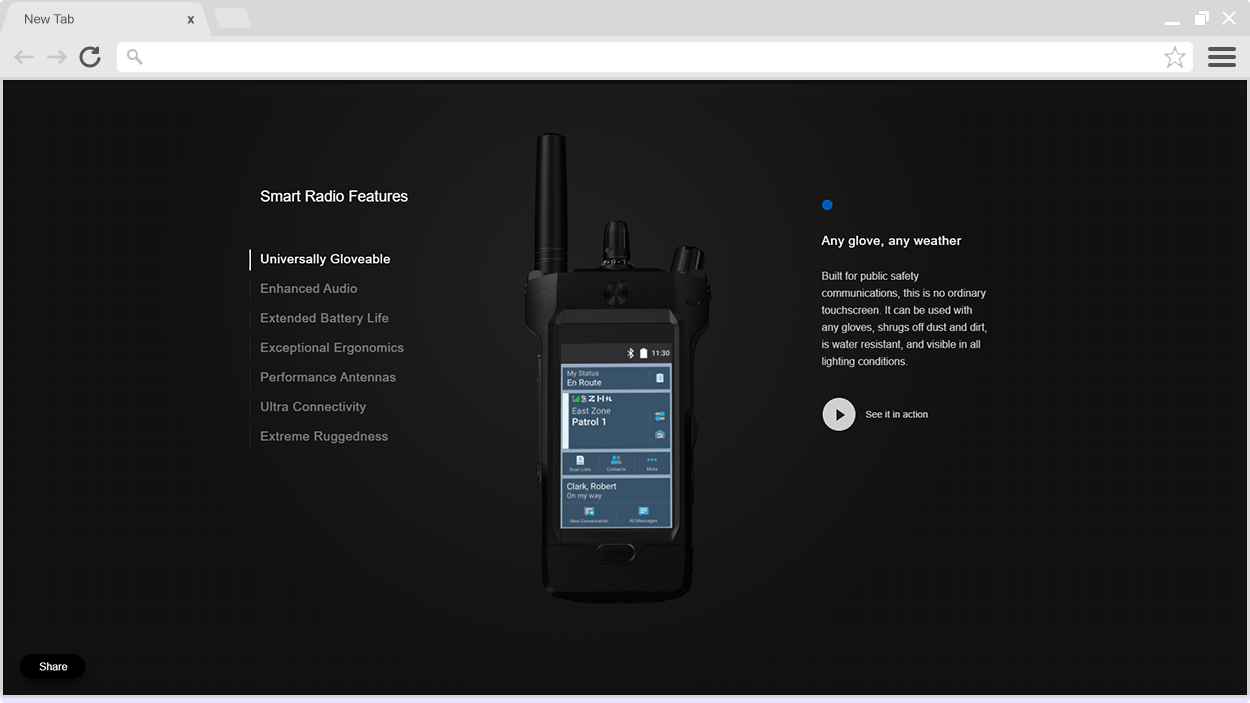 New Tab
x
Smart Radio Features
Universally Gloveable
Enhanced Audio
Extended Battery Life
Exceptional Ergonomics
Performance Antennas
Ultra Connectivity
Extreme Ruggedness
11:30
My Status
En Route
East Zone
Patrol 1
Scan Lists
Contacts
More
Clark, Robert
On my way
New Conversation
All Messages
Any glove, any weather
Built for public safety
communications, this is no ordinary
touchscreen. It can be used with
any gloves, shrugs off dust and dirt,
is water resistant, and visible in all
lighting conditions.
See it in action
Share